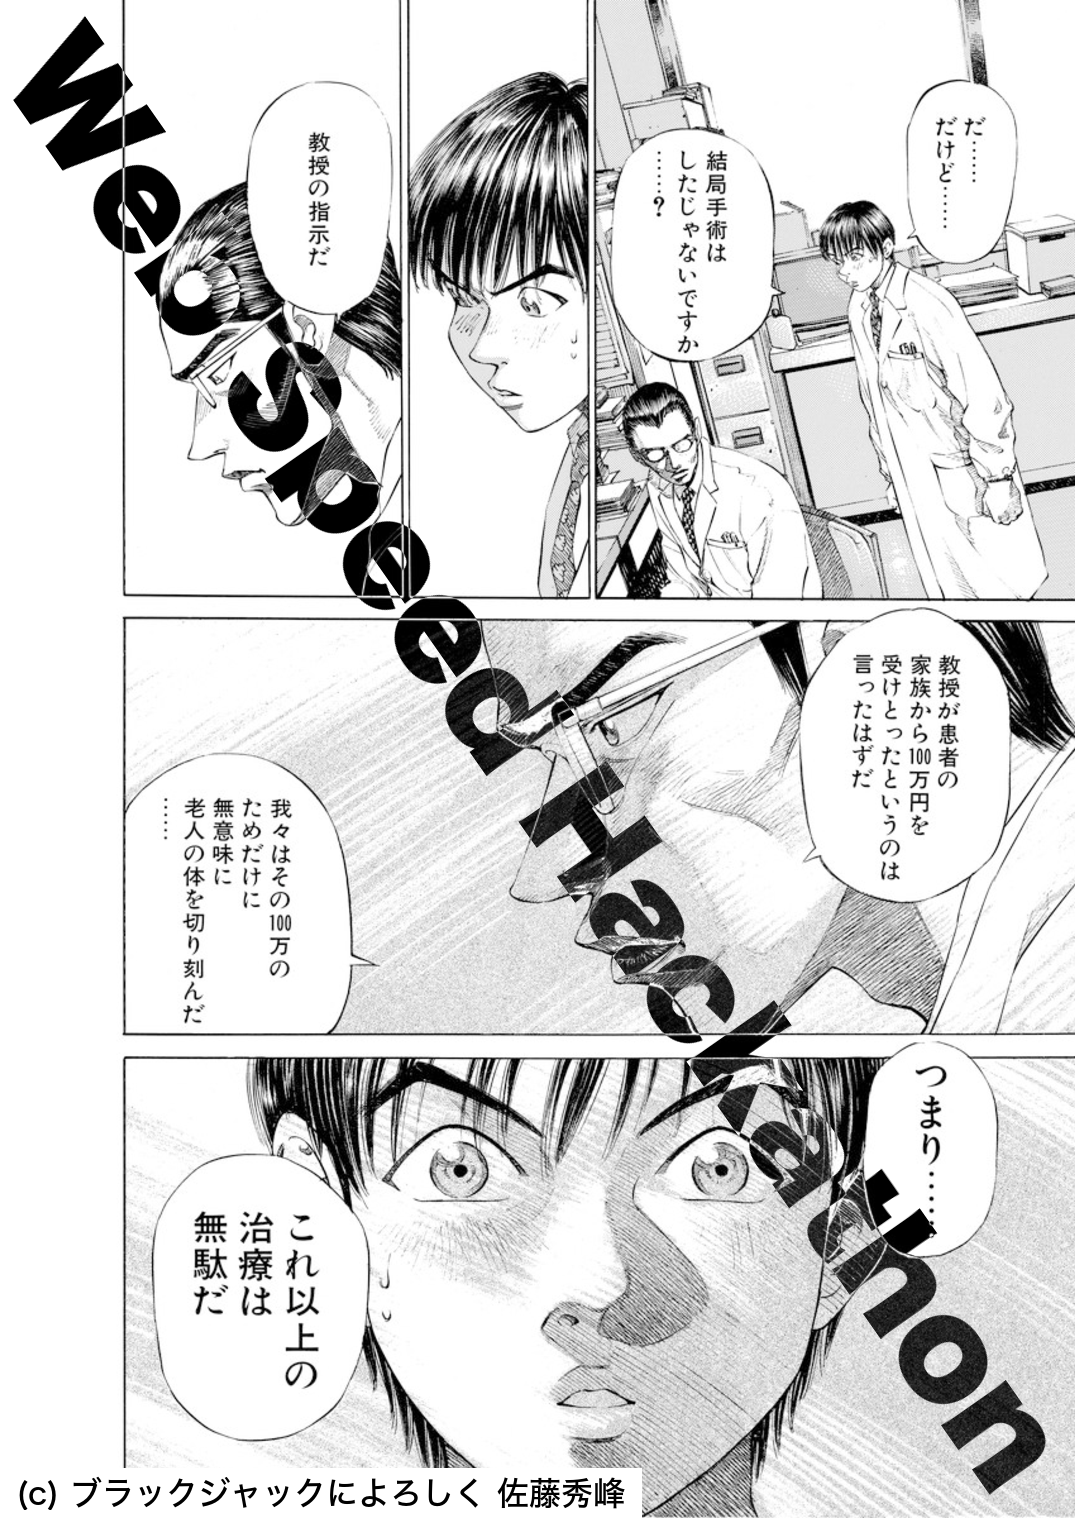 だ……
だけど……
結局手術は
したじゃないですか
……?
教授の指示だ
教授が患者の
家族から100万円を
受けとったというのは
言ったはずだ
我々はその100万の
ためだけに
無意味に
老人の体を切り刻んだ
……
つまり……
これ以上の
治療は
無駄だ
Web Speed Hackathon
(c) ブラックジャックによろしく 佐藤秀峰